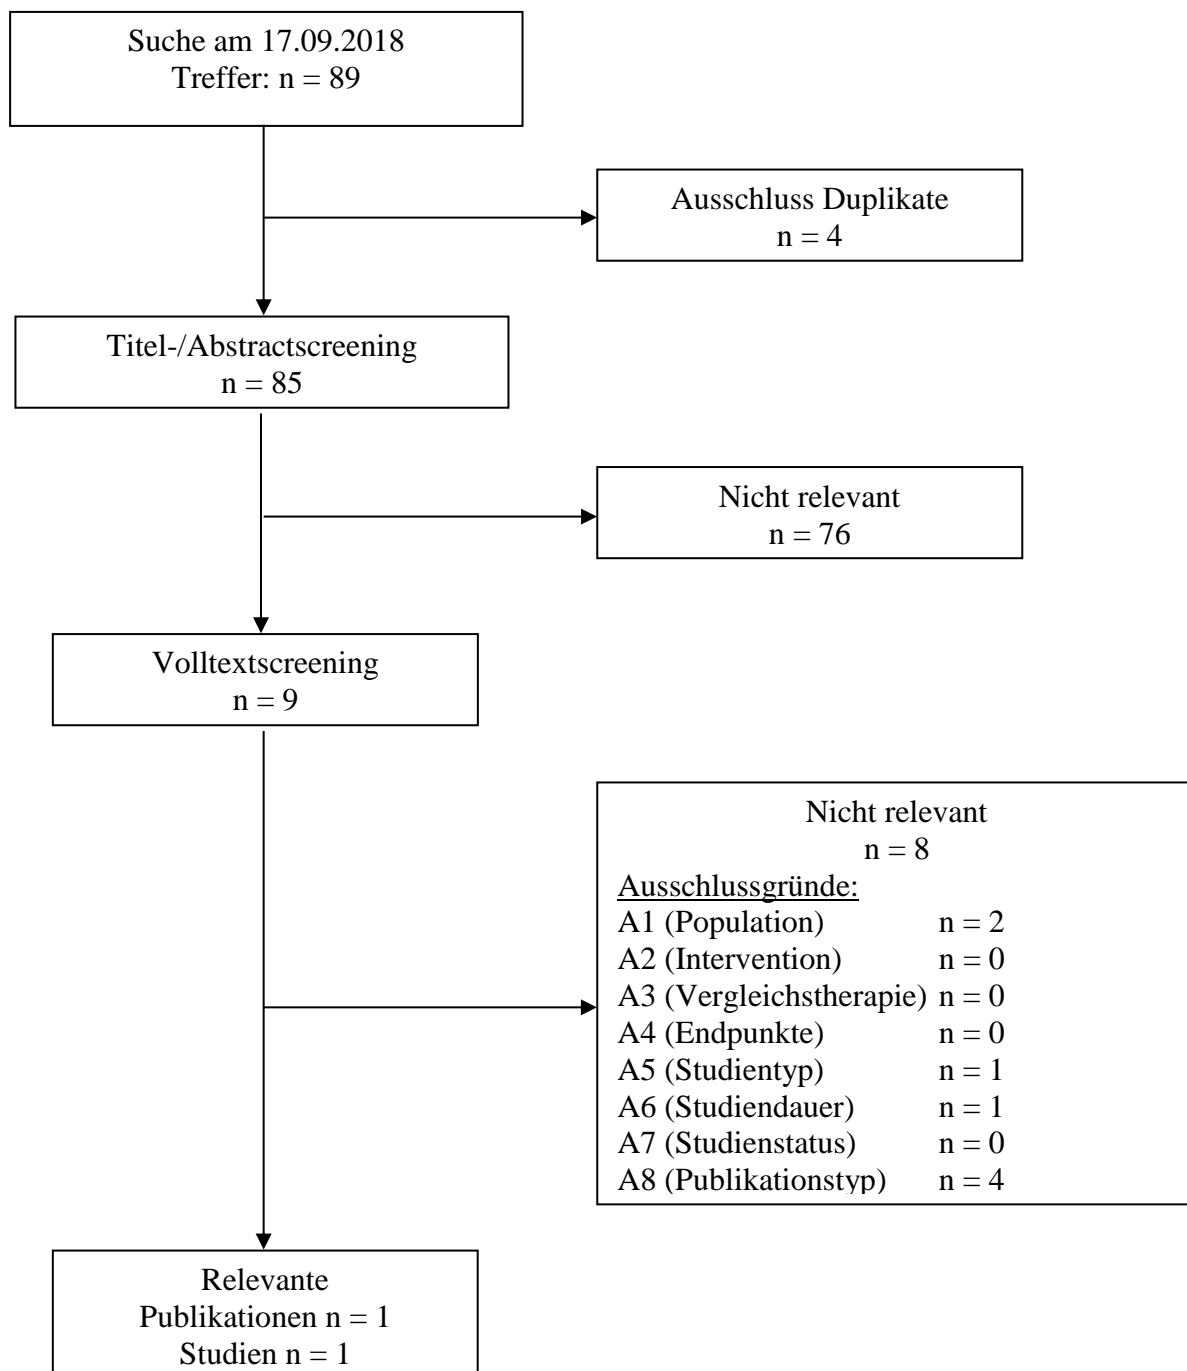 Suche am 17.09.2018
Treffer: n = 89
Ausschluss Duplikate
n = 4
Titel-/Abstractscreening
n = 85
Nicht relevant
n = 76
Volltextscreening
n = 9
Nicht relevant
n = 8
Ausschlussgründe:
A1 (Population) n = 2
A2 (Intervention) n = 0
A3 (Vergleichstherapie) n = 0
A4 (Endpunkte) n = 0
A5 (Studientyp) n = 1
A6 (Studiendauer) n = 1
A7 (Studienstatus) n = 0
A8 (Publikationstyp) n = 4
Relevante
Publikationen n = 1
Studien n = 1